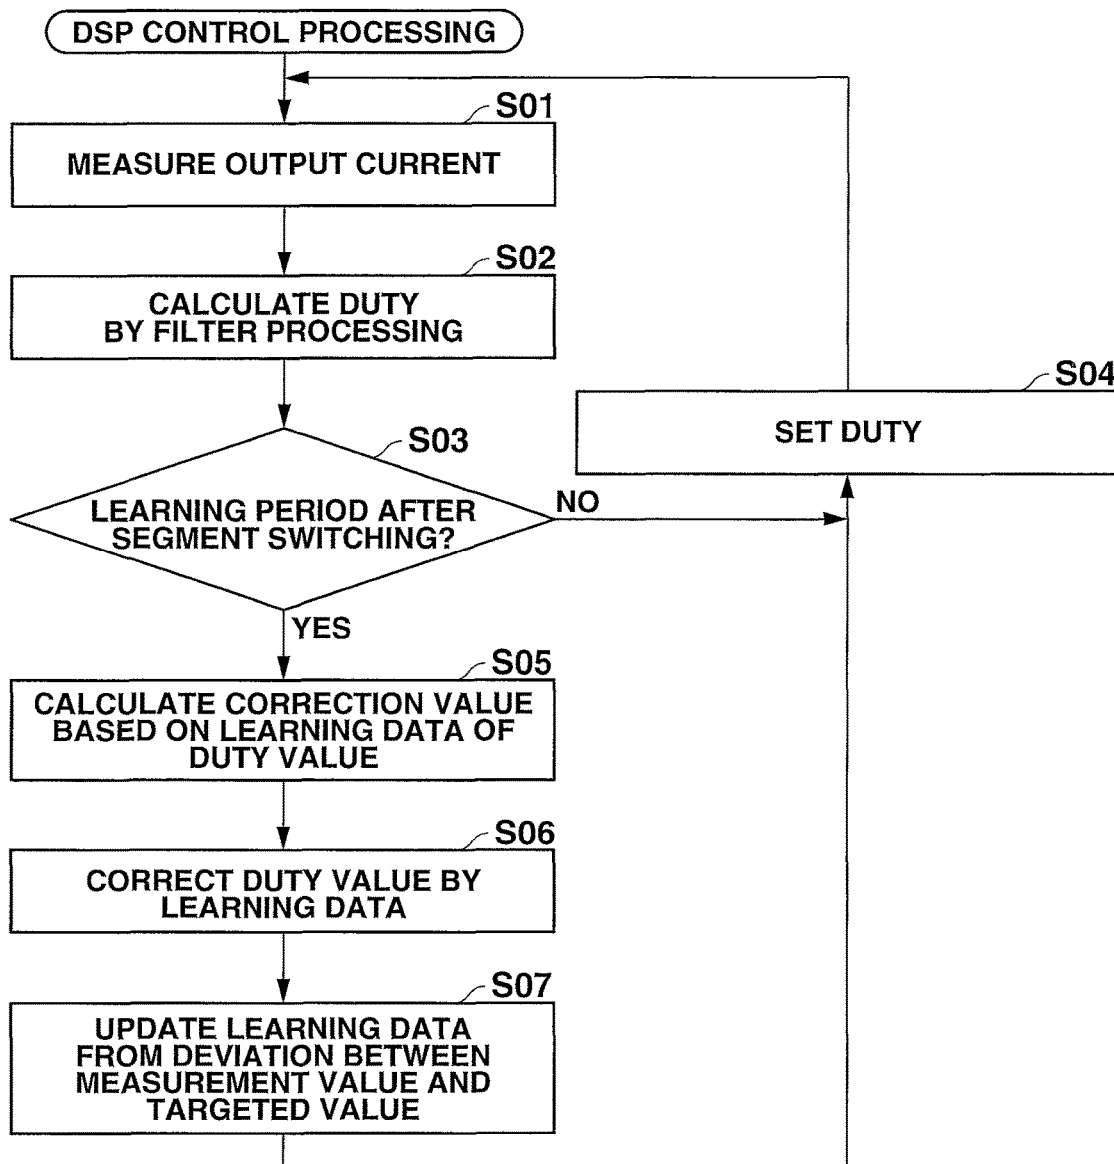 DSP CONTROL PROCESSING
S01
MEASURE OUTPUT CURRENT
S02
CALCULATE DUTY
BY FILTER PROCESSING
S04
SET DUTY
S03
LEARNING PERIOD AFTER
SEGMENT SWITCHING?
NO
YES
S05
CALCULATE CORRECTION VALUE
BASED ON LEARNING DATA OF
DUTY VALUE
S06
CORRECT DUTY VALUE BY
LEARNING DATA
S07
UPDATE LEARNING DATA
FROM DEVIATION BETWEEN
MEASUREMENT VALUE AND
TARGETED VALUE